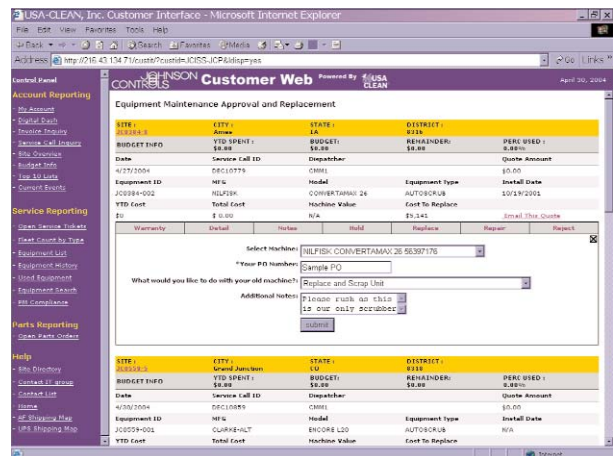 USA-CLEAN, Inc. Customer Interface - Microsoft Internet Explorer
File Edit View Favorites Tools Help
Back Search Favorites Media
Address http://216.43.134.71/custit/?custid=JCISS-JCP&ldisp=yes Go Links »
JOHNSON CONTROLS Customer Web Powered By USA CLEAN April 30, 2004
Control Panel
Account Reporting
- My Account
- Digital Dash
- Invoice Inquiry
- Service Call Inquiry
- Site Overview
- Budget Info
- Top 10 Lists
- Current Events
Service Reporting
- Open Service Tickets
- Fleet Count by Type
- Equipment List
- Equipment History
- Used Equipment
- Equipment Search
- PM Compliance
Parts Reporting
- Open Parts Orders
Help
- Site Directory
- Contact IT group
- Contact List
- Home
- AF Shipping Map
- UPS Shipping Map
Equipment Maintenance Approval and Replacement
SITE: CITY: STATE: DISTRICT:
Ames IA 0316
BUDGET INFO YTD SPENT: BUDGET: REMAINDER: PERC USED:
$0.00 $0.00 $0.00 0.00%
Date Service Call ID Dispatcher Quote Amount
4/27/2004 DEC10779 CMM1 $0.00
Equipment ID MFG Model Equipment Type Install Date
JC0384-002 NILFISK CONVERTAMAX 26 AUTOSCRUB 10/19/2001
YTD Cost Total Cost Machine Value Cost To Replace
$0 $ 0.00 N/A $5,141 Email This Quote
Warranty Detail Notes Hold Replace Repair Reject
Select Machine: NILFISK CONVERTAMAX 26 56397176
*Your PO Number: Sample PO
What would you like to do with your old machine?: Replace and Scrap Unit
Additional Notes: Please rush as this
is our only scrubber
submit
SITE: CITY: STATE: DISTRICT:
JC0559-5 Grand Junction CO 0310
BUDGET INFO YTD SPENT: BUDGET: REMAINDER: PERC USED:
$0.00 $0.00 $0.00 0.00%
Date Service Call ID Dispatcher Quote Amount
4/30/2004 DEC10859 CMM1 $0.00
Equipment ID MFG Model Equipment Type Install Date
JC0559-001 CLARKE-ALT ENCORE L20 AUTOSCRUB N/A
YTD Cost Total Cost Machine Value Cost To Replace
Internet